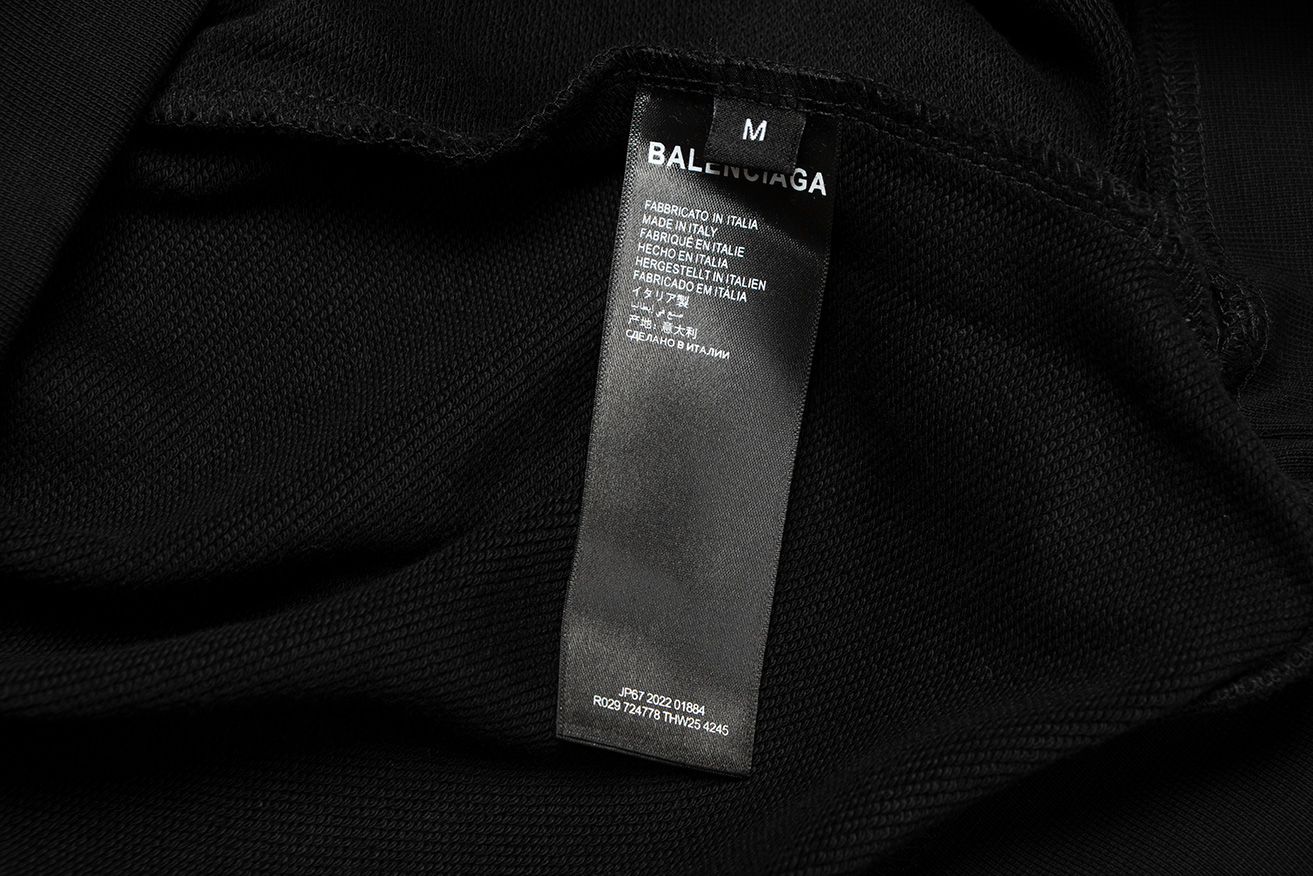 M
BALENCIAGA
FABBRICATO IN ITALIA
MADE IN ITALY
FABRIQUÉ EN ITALIE
HECHO EN ITALIA
HERGESTELLT IN ITALIEN
FABRICADO EM ITÁLIA
イタリア製
产地：意大利
СДЕЛАНО В ИТАЛИИ
JP67 2022 01884
R029 724778 THW25 4245